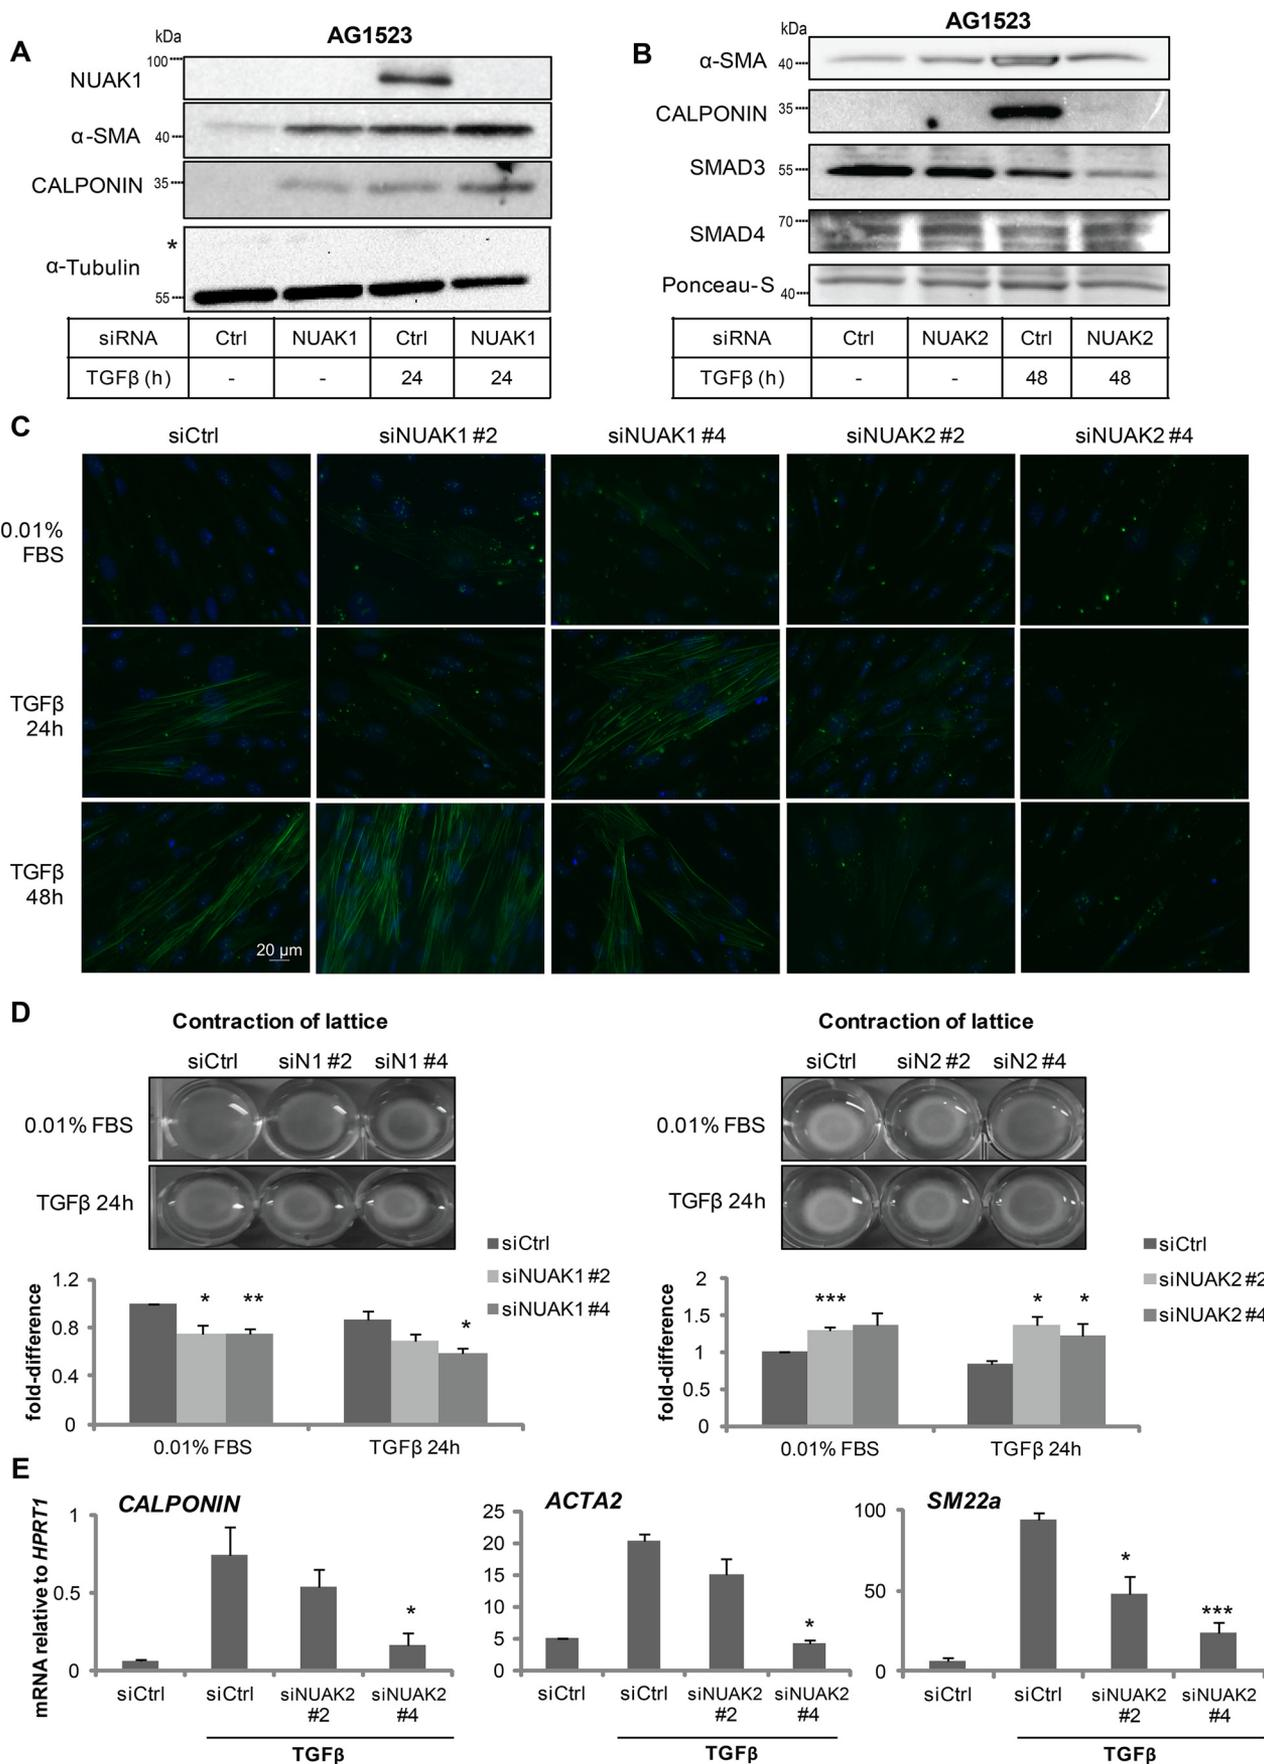 A
AG1523
kDa
NUAK1
100
α-SMA
40
CALPONIN
35
*
α-Tubulin
55
siRNA Ctrl NUAK1 Ctrl NUAK1
TGFβ (h) - - 24 24
B
AG1523
kDa
α-SMA
40
CALPONIN
35
SMAD3
55
SMAD4
70
Ponceau-S
40
siRNA Ctrl NUAK2 Ctrl NUAK2
TGFβ (h) - - 48 48
C
siCtrl siNUAK1 #2 siNUAK1 #4 siNUAK2 #2 siNUAK2 #4
0.01%
FBS
TGFβ
24h
TGFβ
48h
20 µm
D
Contraction of lattice
siCtrl siN1 #2 siN1 #4
0.01% FBS
TGFβ 24h
siCtrl
siNUAK1 #2
siNUAK1 #4
fold-difference
1.2
0.8
0.4
0
* ** *
0.01% FBS TGFβ 24h
Contraction of lattice
siCtrl siN2 #2 siN2 #4
0.01% FBS
TGFβ 24h
siCtrl
siNUAK2 #2
siNUAK2 #4
fold-difference
2
1.5
1
0.5
0
*** * *
0.01% FBS TGFβ 24h
E
mRNA relative to HPRT1
CALPONIN
1
0.5
0
*
siCtrl siCtrl siNUAK2 siNUAK2
#2 #4
TGFβ
ACTA2
25
20
15
10
5
0
*
siCtrl siCtrl siNUAK2 siNUAK2
#2 #4
TGFβ
SM22a
100
50
0
* ***
siCtrl siCtrl siNUAK2 siNUAK2
#2 #4
TGFβ